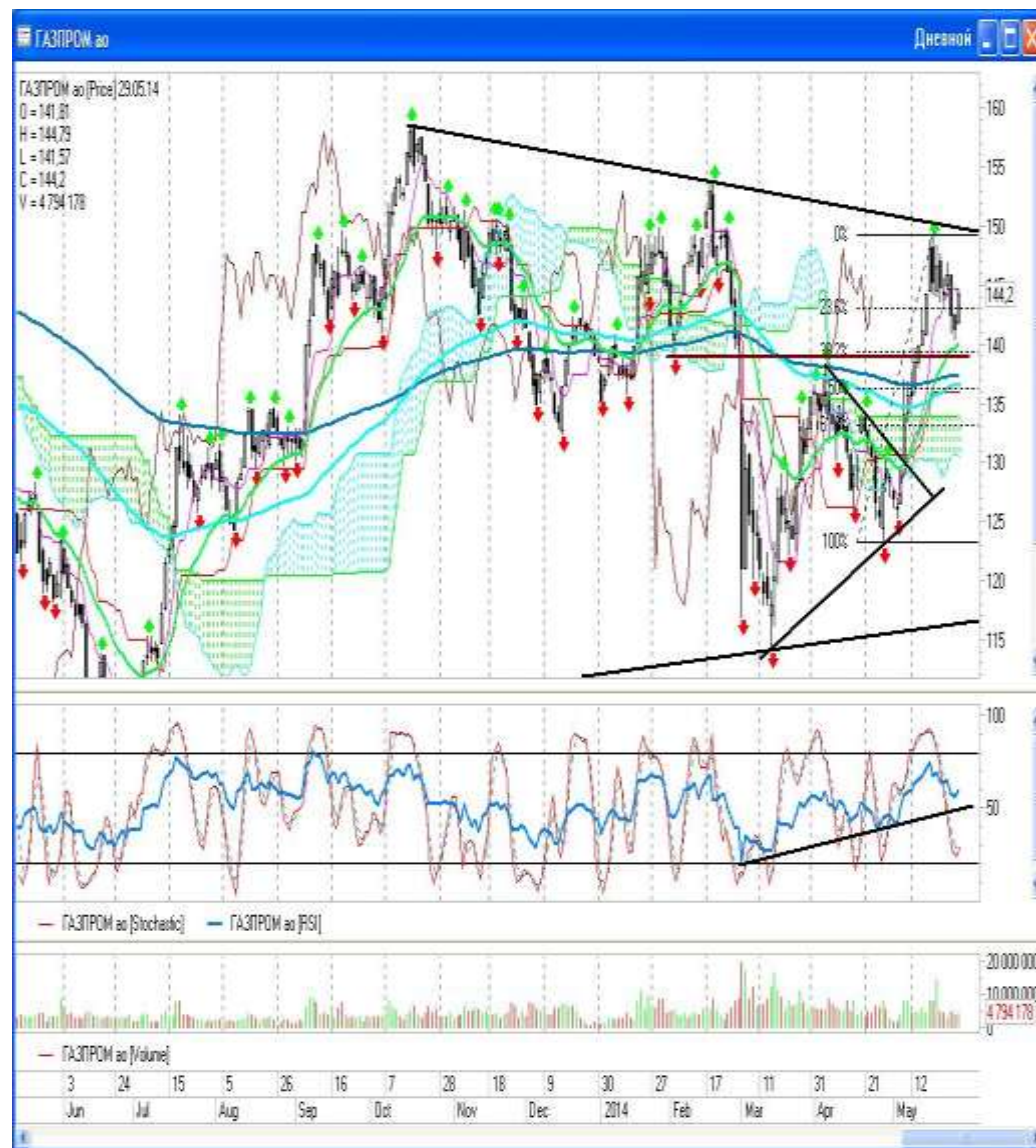 ГАЗПРОМ ао
Дневной
ГАЗПРОМ ао [Price] 29.05.14
O = 141,81
H = 144,79
L = 141,57
C = 144,2
V = 4 794 178
160
155
150
0%
144,2
23,6%
140
135
130
125
100%
120
115
100
50
ГАЗПРОМ ао [Stochastic]
ГАЗПРОМ ао [RSI]
20 000 000
10 000 000
4 794 178
0
ГАЗПРОМ ао [Volume]
3 24 15 5 26 16 7 28 18 9 30 27 17 11 31 21 12
Jun Jul Aug Sep Oct Nov Dec 2014 Feb Mar Apr May